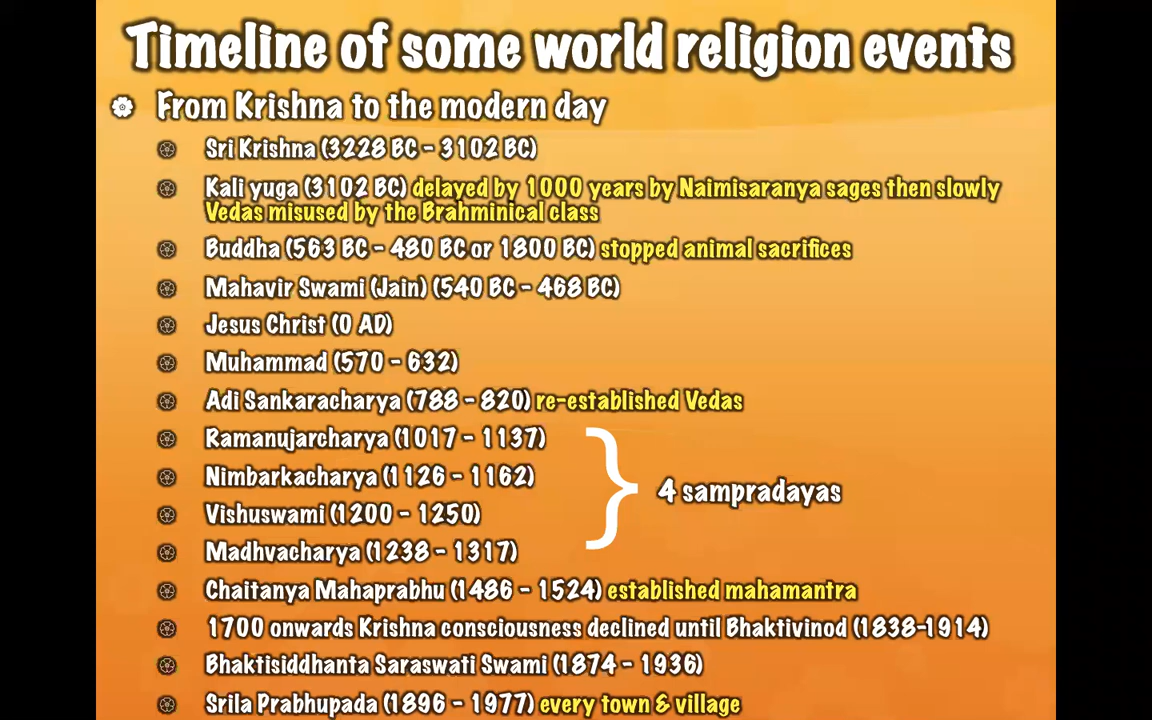 Timeline of some world religion events
From Krishna to the modern day
Sri Krishna (3228 BC - 3102 BC)
Kali yuga (3102 BC) delayed by 1000 years by Naimisaranya sages then slowly
Vedas misused by the Brahminical class
Buddha (563 BC - 480 BC or 1800 BC) stopped animal sacrifices
Mahavir Swami (Jain) (540 BC - 468 BC)
Jesus Christ (0 AD)
Muhammad (570 - 632)
Adi Sankaracharya (788 - 820) re-established Vedas
Ramanujarcharya (1017 - 1137)
Nimbarkacharya (1126 - 1162)
4 sampradayas
Vishuswami (1200 - 1250)
Madhvacharya (1238 - 1317)
Chaitanya Mahaprabhu (1486 - 1524) established mahamantra
1700 onwards Krishna consciousness declined until Bhaktivinod (1838-1914)
Bhaktisiddhanta Saraswati Swami (1874 - 1936)
Srila Prabhupada (1896 - 1977) every town & village